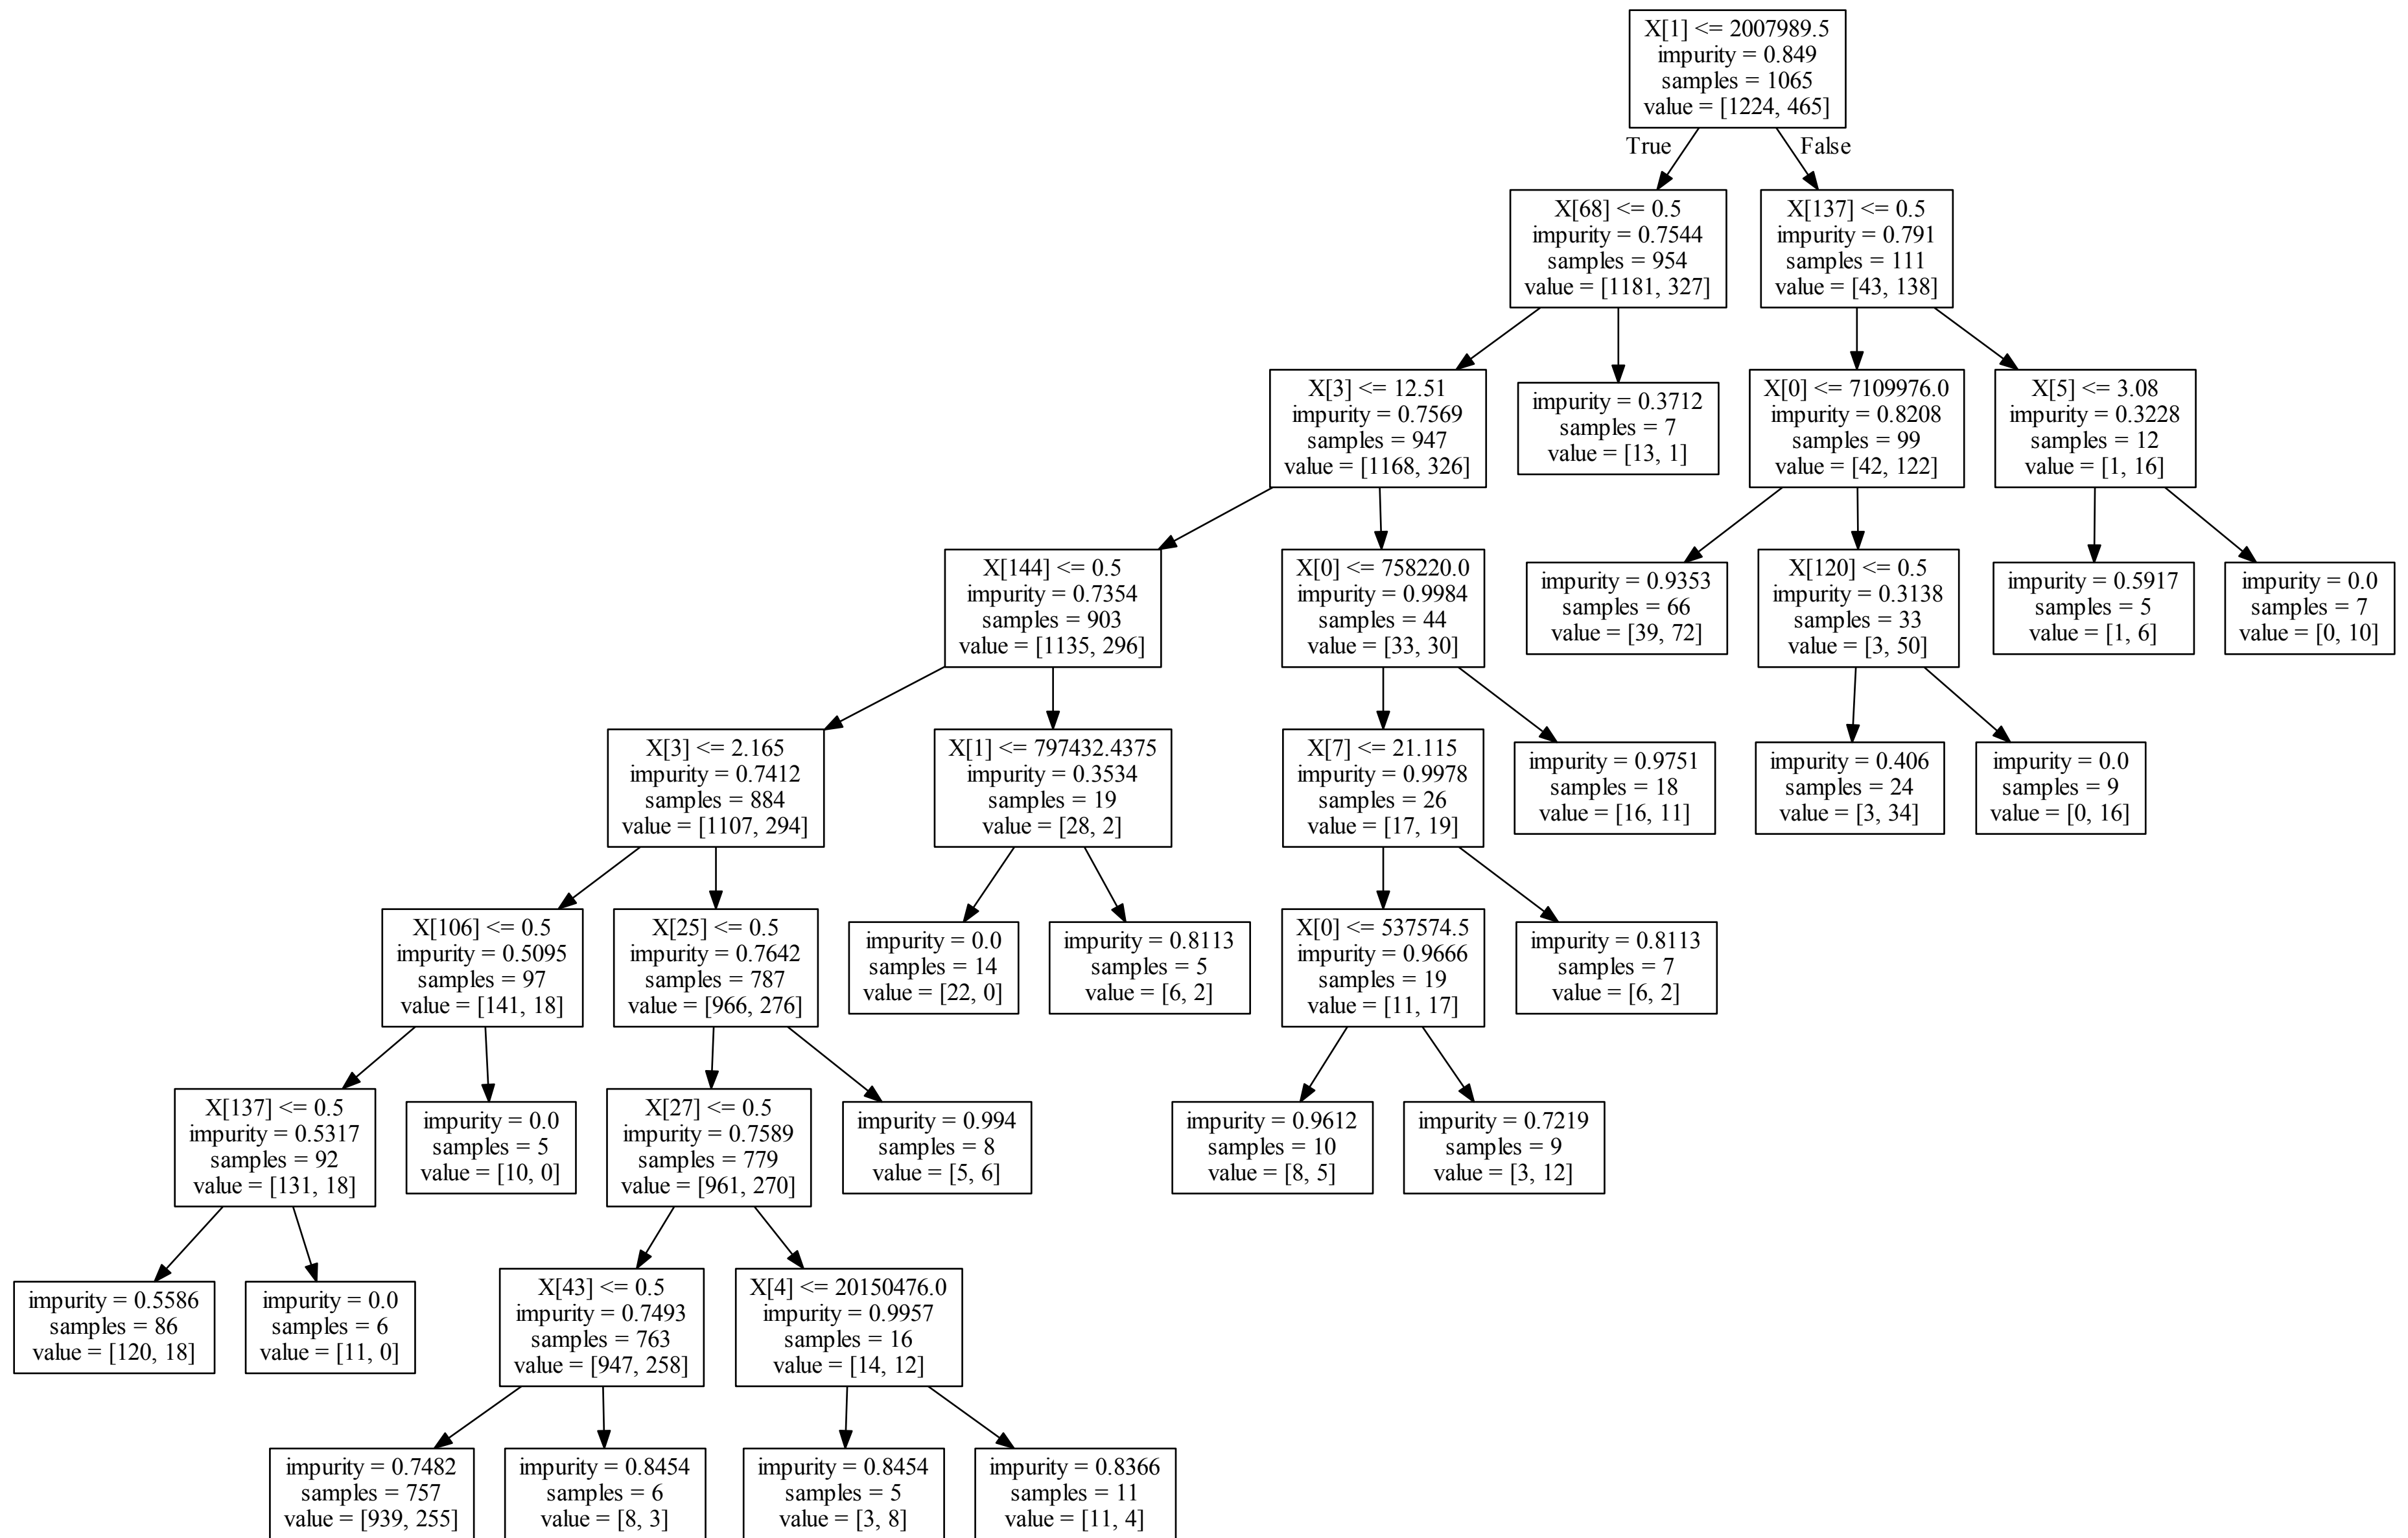 X[1] <= 2007989.5
impurity = 0.849
samples = 1065
value = [1224, 465]
True
False
X[68] <= 0.5
impurity = 0.7544
samples = 954
value = [1181, 327]
X[137] <= 0.5
impurity = 0.791
samples = 111
value = [43, 138]
X[3] <= 12.51
impurity = 0.7569
samples = 947
value = [1168, 326]
impurity = 0.3712
samples = 7
value = [13, 1]
X[0] <= 7109976.0
impurity = 0.8208
samples = 99
value = [42, 122]
X[5] <= 3.08
impurity = 0.3228
samples = 12
value = [1, 16]
X[144] <= 0.5
impurity = 0.7354
samples = 903
value = [1135, 296]
X[0] <= 758220.0
impurity = 0.9984
samples = 44
value = [33, 30]
impurity = 0.9353
samples = 66
value = [39, 72]
X[120] <= 0.5
impurity = 0.3138
samples = 33
value = [3, 50]
impurity = 0.5917
samples = 5
value = [1, 6]
impurity = 0.0
samples = 7
value = [0, 10]
X[3] <= 2.165
impurity = 0.7412
samples = 884
value = [1107, 294]
X[1] <= 797432.4375
impurity = 0.3534
samples = 19
value = [28, 2]
X[7] <= 21.115
impurity = 0.9978
samples = 26
value = [17, 19]
impurity = 0.9751
samples = 18
value = [16, 11]
impurity = 0.406
samples = 24
value = [3, 34]
impurity = 0.0
samples = 9
value = [0, 16]
X[106] <= 0.5
impurity = 0.5095
samples = 97
value = [141, 18]
X[25] <= 0.5
impurity = 0.7642
samples = 787
value = [966, 276]
impurity = 0.0
samples = 14
value = [22, 0]
impurity = 0.8113
samples = 5
value = [6, 2]
X[0] <= 537574.5
impurity = 0.9666
samples = 19
value = [11, 17]
impurity = 0.8113
samples = 7
value = [6, 2]
X[137] <= 0.5
impurity = 0.5317
samples = 92
value = [131, 18]
impurity = 0.0
samples = 5
value = [10, 0]
X[27] <= 0.5
impurity = 0.7589
samples = 779
value = [961, 270]
impurity = 0.994
samples = 8
value = [5, 6]
impurity = 0.9612
samples = 10
value = [8, 5]
impurity = 0.7219
samples = 9
value = [3, 12]
impurity = 0.5586
samples = 86
value = [120, 18]
impurity = 0.0
samples = 6
value = [11, 0]
X[43] <= 0.5
impurity = 0.7493
samples = 763
value = [947, 258]
X[4] <= 20150476.0
impurity = 0.9957
samples = 16
value = [14, 12]
impurity = 0.7482
samples = 757
value = [939, 255]
impurity = 0.8454
samples = 6
value = [8, 3]
impurity = 0.8454
samples = 5
value = [3, 8]
impurity = 0.8366
samples = 11
value = [11, 4]